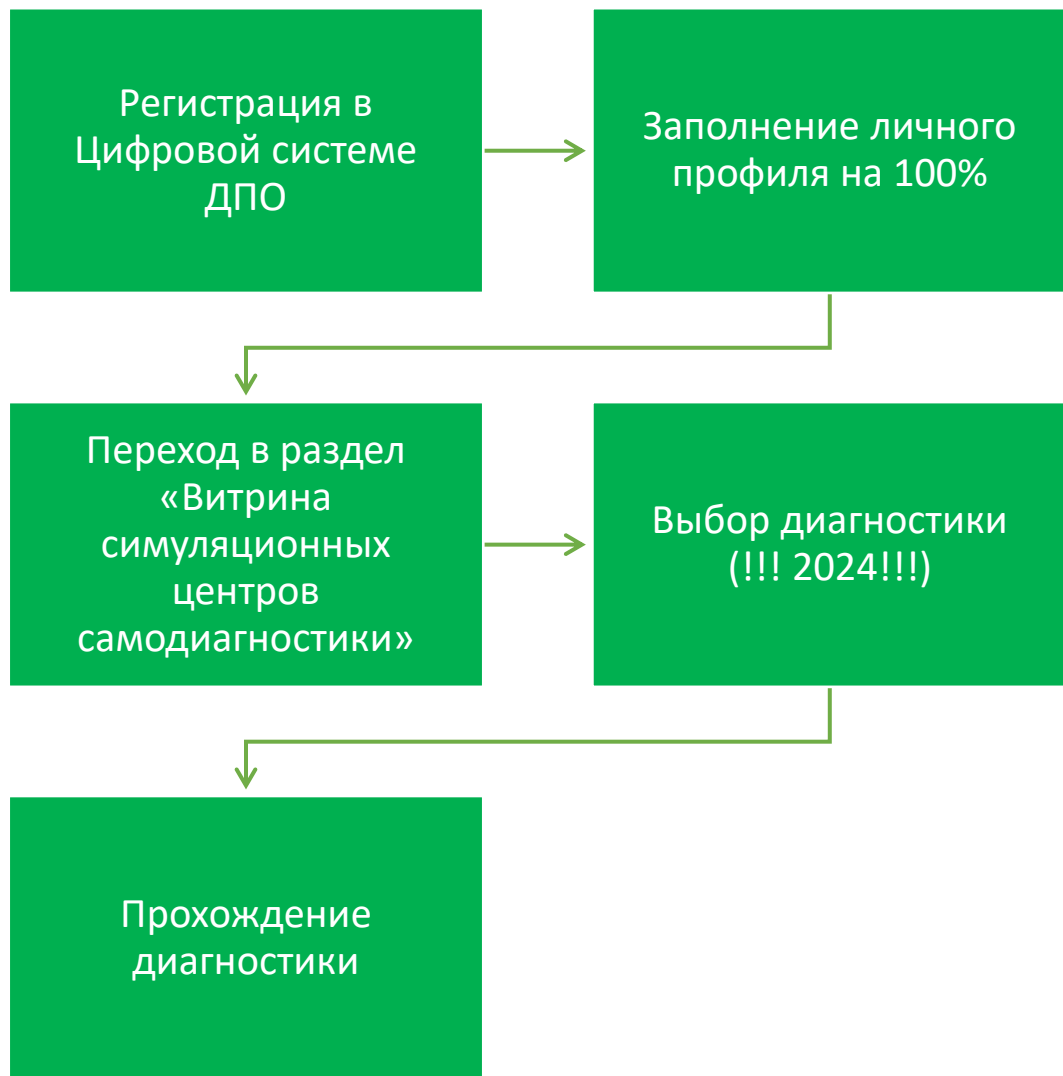 Регистрация в
Цифровой системе
ДПО
Заполнение личного
профиля на 100%
Переход в раздел
«Витрина
симуляционных
центров
самодиагностики»
Выбор диагностики
(!!! 2024!!!)
Прохождение
диагностики